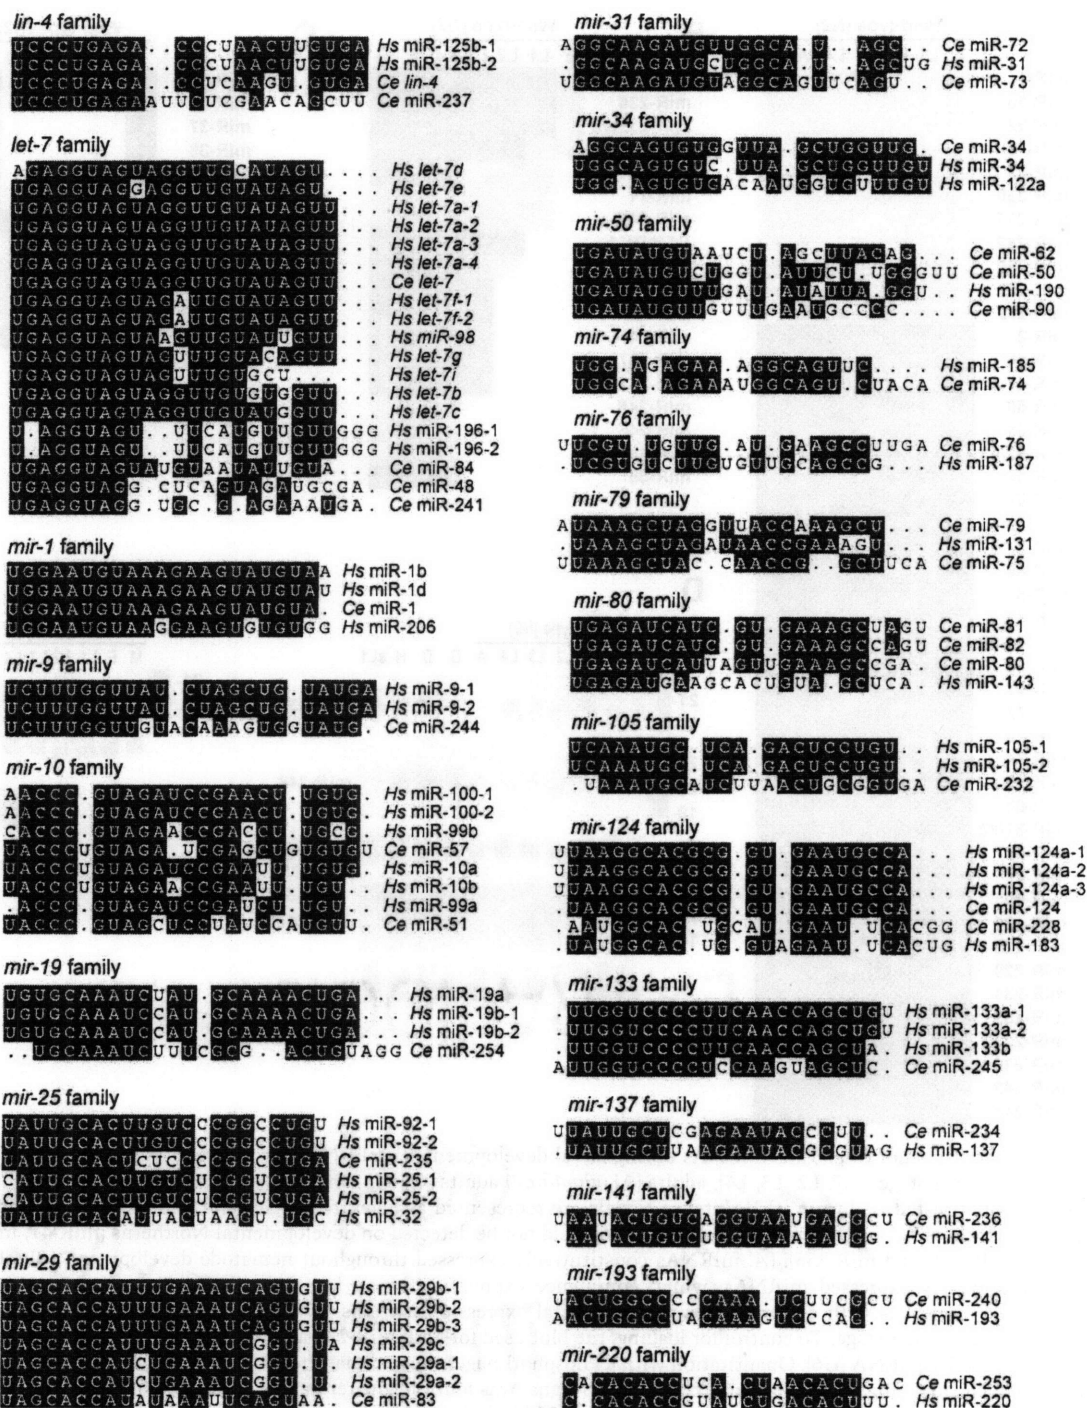 lin-4 family
UCCCUGAGA..CCCUAACUUGUGA Hs miR-125b-1
UCCCUGAGA..CCCUAACUUGUGA Hs miR-125b-2
UCCCUGAGA..CCUCAAGU.GUGA Ce lin-4
UCCCUGAGAAUUCUCGAACAGCUU Ce miR-237
let-7 family
AGAGGUAGUAGGUUGCAUAGU.... Hs let-7d
UGAGGUAGGAGGUUGUAUAGU.... Hs let-7e
UGAGGUAGUAGGUUGUAUAGUU... Hs let-7a-1
UGAGGUAGUAGGUUGUAUAGUU... Hs let-7a-2
UGAGGUAGUAGGUUGUAUAGUU... Hs let-7a-3
UGAGGUAGUAGGUUGUAUAGUU... Hs let-7a-4
UGAGGUAGUAGGUUGUAUAGUU... Ce let-7
UGAGGUAGUAGAUUGUAUAGUU... Hs let-7f-1
UGAGGUAGUAGAUUGUAUAGUU... Hs let-7f-2
UGAGGUAGUAAGUUGUAUUGUU... Hs miR-98
UGAGGUAGUAGUUUGUACAGUU... Hs let-7g
UGAGGUAGUAGUUUGUGCU...... Hs let-7i
UGAGGUAGUAGGUUGUGUGGUU... Hs let-7b
UGAGGUAGUAGGUUGUAUGGUU... Hs let-7c
U.AGGUAGU..UUCAUGUUGUUGGG Hs miR-196-1
U.AGGUAGU..UUCAUGUUGUUGGG Hs miR-196-2
UGAGGUAGUAUGUAAUAUUGUA... Ce miR-84
UGAGGUAGG.CUCAGUAGAUGCGA. Ce miR-48
UGAGGUAGG.UGC.G.AGAAAUGA. Ce miR-241
mir-1 family
UGGAAUGUAAAGAAGUAUGUAA Hs miR-1b
UGGAAUGUAAAGAAGUAUGUAU Hs miR-1d
UGGAAUGUAAAGAAGUAUGUA. Ce miR-1
UGGAAUGUAAGGAAGUGUGUGG Hs miR-206
mir-9 family
UCUUUGGUUAU.CUAGCUG.UAUGA Hs miR-9-1
UCUUUGGUUAU.CUAGCUG.UAUGA Hs miR-9-2
UCUUUGGUUGUACAAAGUGGUAUG. Ce miR-244
mir-10 family
AACCC.GUAGAUCCGAACU.UGUG. Hs miR-100-1
AACCC.GUAGAUCCGAACU.UGUG. Hs miR-100-2
CACCC.GUAGAACCGACCU.UGCG. Hs miR-99b
UACCCUGUAGA.UCGAGCUGUGUGU Ce miR-57
UACCCUGUAGAUCCGAAUU.UGUG. Hs miR-10a
UACCCUGUAGAACCGAAUU.UGU Hs miR-10b
.ACCC.GUAGAUCCGAUCU.UGU.. Hs miR-99a
UACCC.GUAGCUCCUAUCCAUGUU. Ce miR-51
mir-19 family
UGUGCAAAUCUAU.GCAAAACUGA... Hs miR-19a
UGUGCAAAUCCAU.GCAAAACUGA... Hs miR-19b-1
UGUGCAAAUCCAU.GCAAAACUGA... Hs miR-19b-2
..UGCAAAUCUUUCGCG..ACUGUAGG Ce miR-254
mir-25 family
UAUUGCACUUGUCCCGGCCUGU Hs miR-92-1
UAUUGCACUUGUCCCGGCCUGU Hs miR-92-2
UAUUGCACUCUCCCCGGCCUGA Ce miR-235
CAUUGCACUUGUCUCGGUCUGA Hs miR-25-1
CAUUGCACUUGUCUCGGUCUGA Hs miR-25-2
UAUUGCACAUUACUAAGU.UGC Hs miR-32
mir-29 family
UAGCACCAUUUGAAAUCAGUGUU Hs miR-29b-1
UAGCACCAUUUGAAAUCAGUGUU Hs miR-29b-2
UAGCACCAUUUGAAAUCAGUGUU Hs miR-29b-3
UAGCACCAUUUGAAAUCGGU.UA Hs miR-29c
UAGCACCAUCUGAAAUCGGU.U. Hs miR-29a-1
UAGCACCAUCUGAAAUCGGU.U. Hs miR-29a-2
UAGCACCAUAUAAAUUCAGUAA. Ce miR-83
mir-31 family
AGGCAAGAUGUUGGCA.U..AGC.. Ce miR-72
.GGCAAGAUGCUGGCA.U..AGCUG Hs miR-31
UGGCAAGAUGUAGGCAGUUCAGU.. Ce miR-73
mir-34 family
AGGCAGUGUGGUUA.GCUGGUUG. Ce miR-34
UGGCAGUGUC.UUA.GCUGGUUGU Hs miR-34
UGG.AGUGUGACAAUGGUGUUUGU Hs miR-122a
mir-50 family
UGAUAUGUAAUCU.AGCUUACAG... Ce miR-62
UGAUAUGUCUGGU.AUUCU.UGGGUU Ce miR-50
UGAUAUGUUUGAU.AUAUUA.GGU.. Hs miR-190
UGAUAUGUUGUUUGAAUGCCCC.... Ce miR-90
mir-74 family
UGG.AGAGAA.AGGCAGUUC.... Hs miR-185
UGGCA.AGAAAUGGCAGU.CUACA Ce miR-74
mir-76 family
UUCGU.UGUUG.AU.GAAGCCUUGA Ce miR-76
.UCGUGUCUUGUGUUGCAGCCG... Hs miR-187
mir-79 family
AUAAAGCUAGGUUACCAAAGCU... Ce miR-79
.UAAAGCUAGAUAACCGAAAGU... Hs miR-131
UUAAAGCUAC.CAACCG..GCUUCA Ce miR-75
mir-80 family
UGAGAUCAUC.GU.GAAAGCUAGU Ce miR-81
UGAGAUCAUC.GU.GAAAGCCAGU Ce miR-82
UGAGAUCAUUAGUUGAAAGCCGA. Ce miR-80
UGAGAUGAAGCACUGUA.GCUCA. Hs miR-143
mir-105 family
UCAAAUGC.UCA.GACUCCUGU.. Hs miR-105-1
UCAAAUGC.UCA.GACUCCUGU.. Hs miR-105-2
.UAAAUGCAUCUUAACUGCGGUGA Ce miR-232
mir-124 family
UUAAGGCACGCG.GU.GAAUGCCA... Hs miR-124a-1
UUAAGGCACGCG.GU.GAAUGCCA... Hs miR-124a-2
UUAAGGCACGCG.GU.GAAUGCCA... Hs miR-124a-3
.UAAGGCACGCG.GU.GAAUGCCA... Ce miR-124
AAUGGCAC.UGCAU.GAAU.UCACGG Ce miR-228
.UAUGGCAC.UG.GUAGAAU.UCACUG Hs miR-183
mir-133 family
.UUGGUCCCCUUCAACCAGCUGU Hs miR-133a-1
.UUGGUCCCCUUCAACCAGCUGU Hs miR-133a-2
.UUGGUCCCCUUCAACCAGCUA. Hs miR-133b
AUUGGUCCCCUCCAAGUAGCUC. Ce miR-245
mir-137 family
UUAUUGCUCGAGAAUACCCUU.. Ce miR-234
.UAUUGCUUAAGAAUACGCGUAG Hs miR-137
mir-141 family
UAAUACUGUCAGGUAAUGACGCU Ce miR-236
.AACACUGUCUGGUAAAGAUGG. Hs miR-141
mir-193 family
UACUGGCCCCCAAA.UCUUCGCU Ce miR-240
AACUGGCCUACAAAGUCCCAG.. Hs miR-193
mir-220 family
CACACACCUCA.CUAACACUGAC Ce miR-253
C.CACACCGUAUCUGACACUUU. Hs miR-220